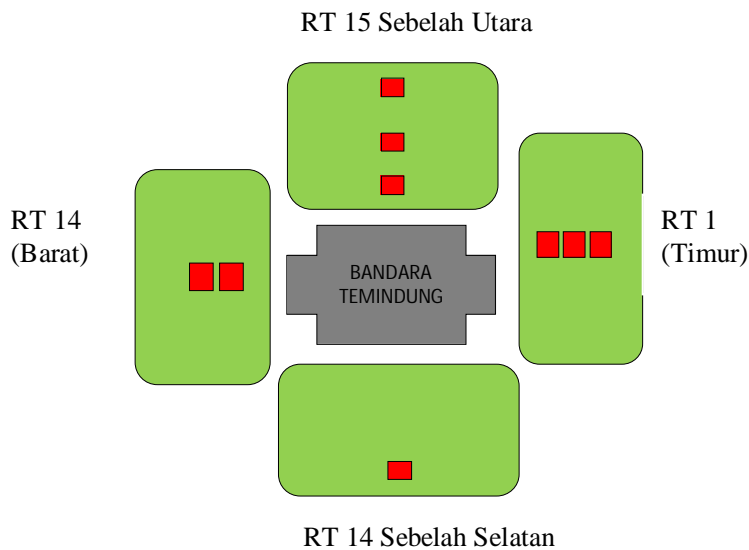 RT 15 Sebelah Utara
RT 14
(Barat)
BANDARA
TEMINDUNG
RT 1
(Timur)
RT 14 Sebelah Selatan